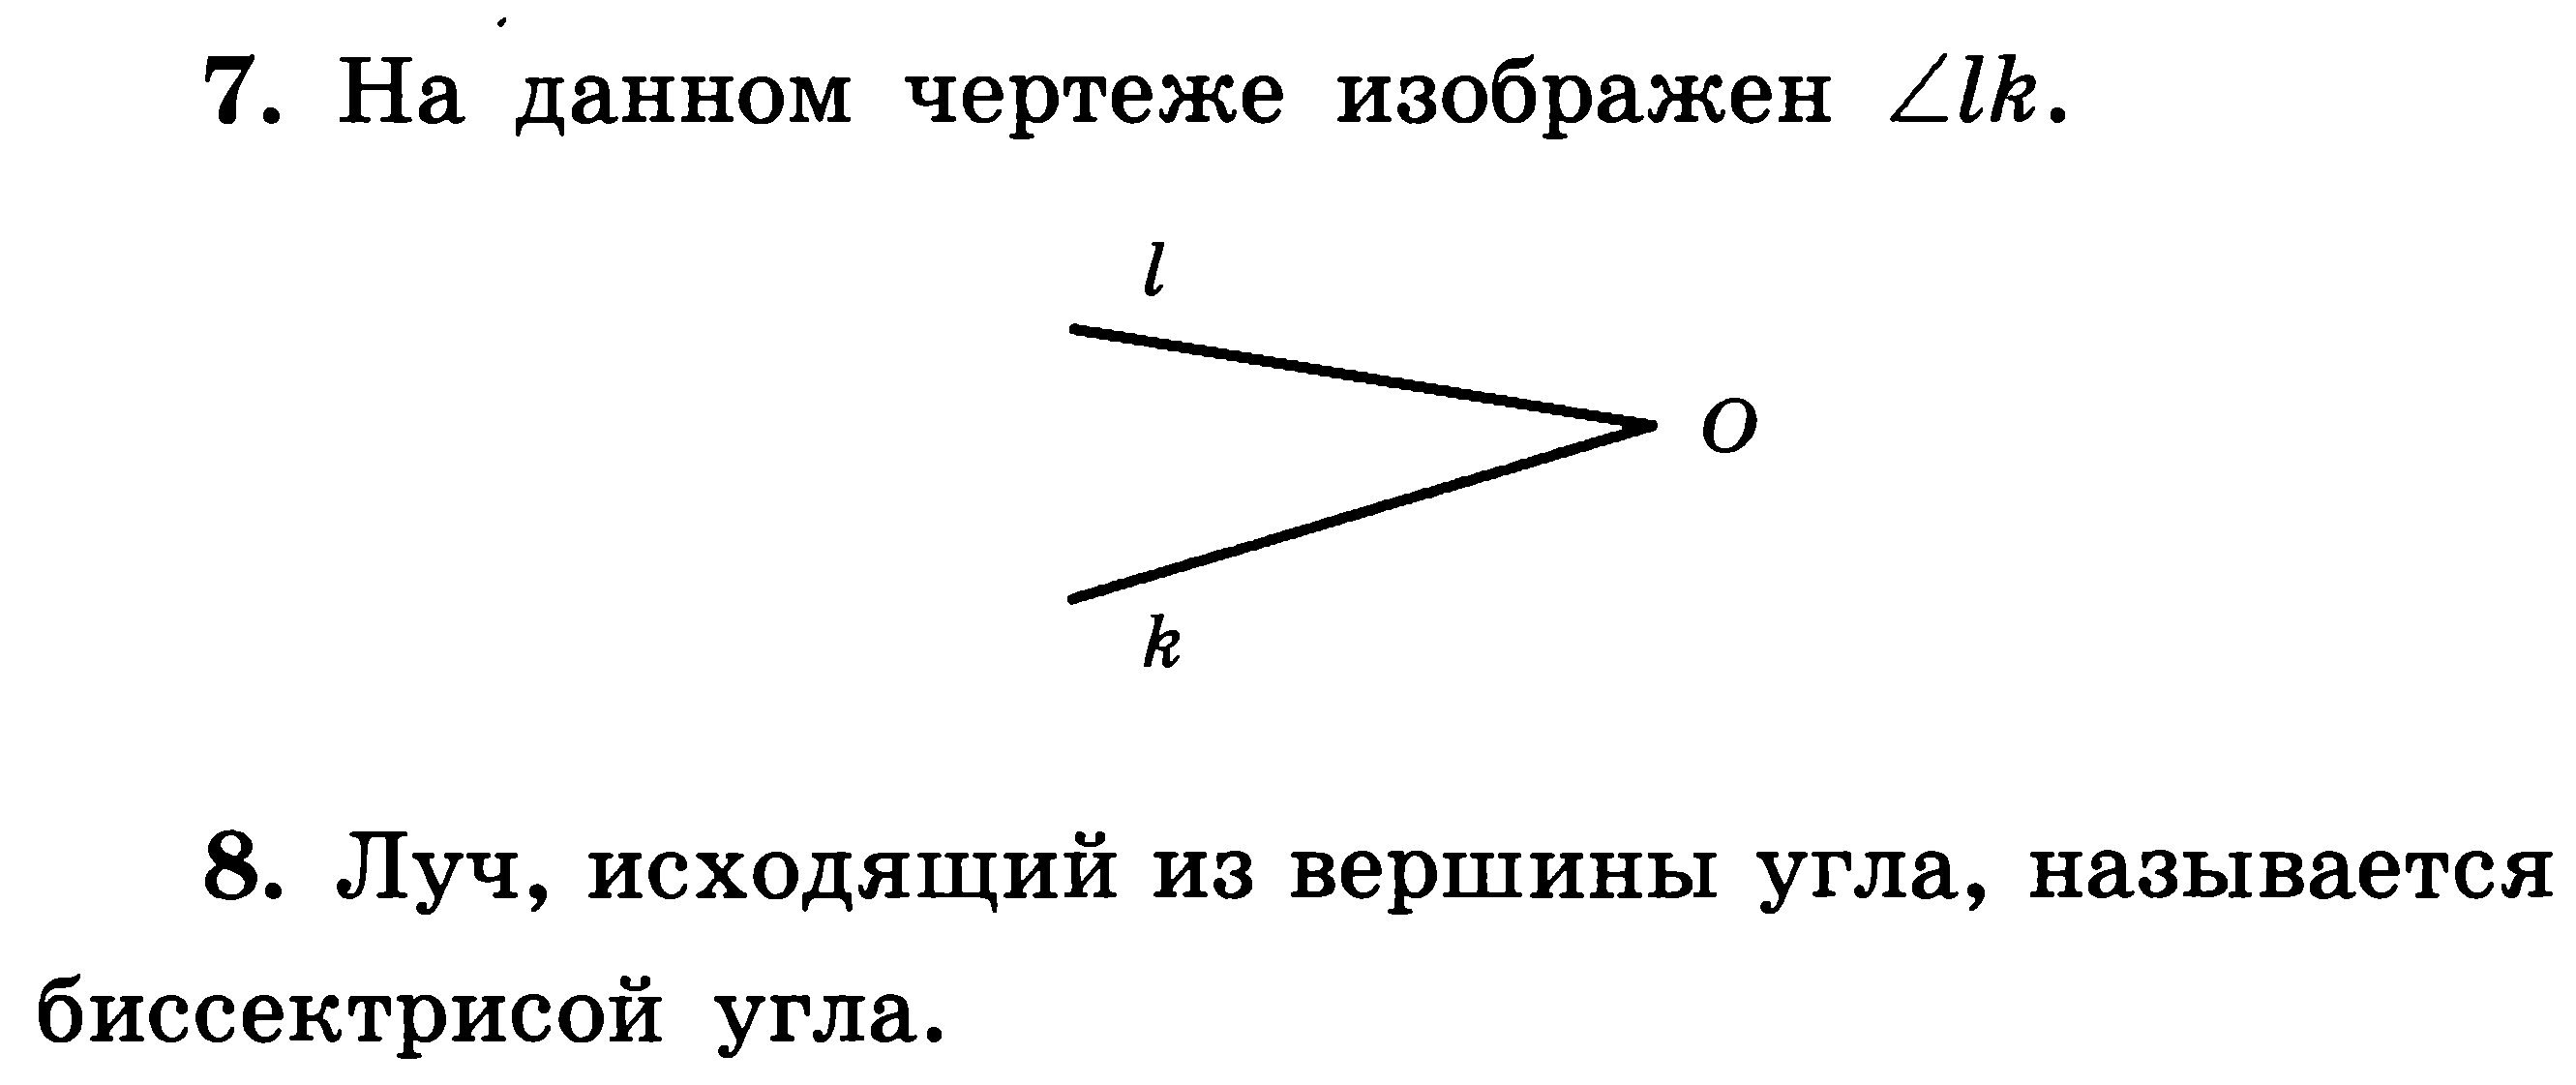 7. На данном чертеже изображен ∠lk.
l
O
k
8. Луч, исходящий из вершины угла, называется
биссектрисой угла.